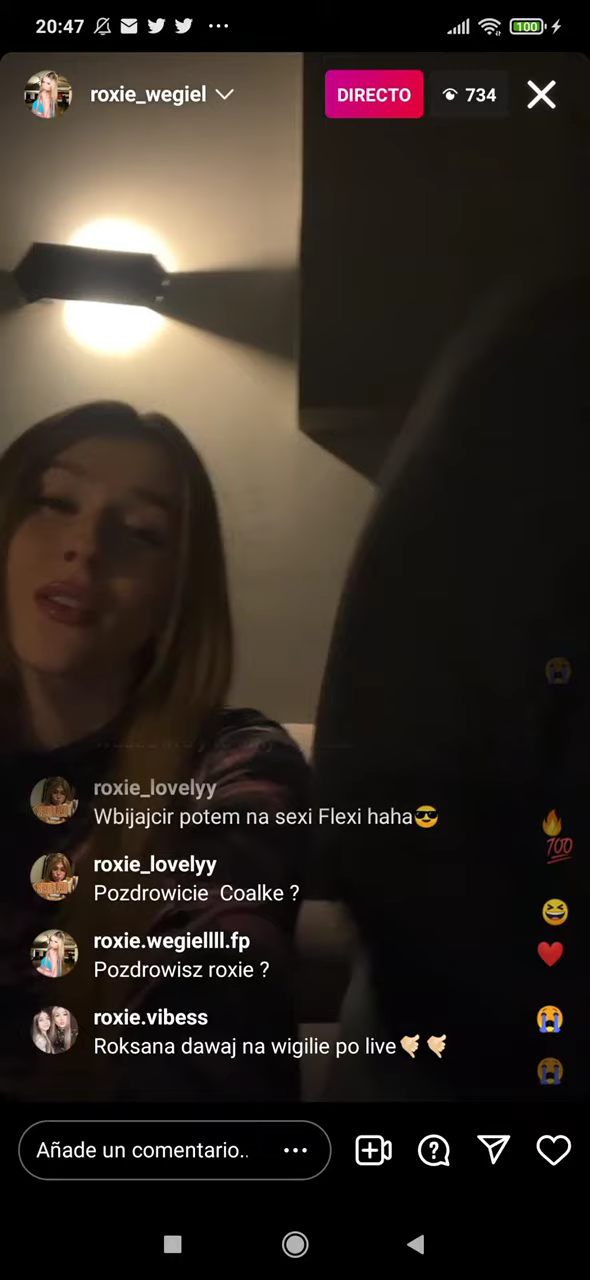 20:47
100
roxie_wegiel
DIRECTO
734
roxie_lovelyy
Wbijajcir potem na sexi Flexi haha😎
roxie_lovelyy
Pozdrowicie Coalke ?
roxie.wegiellll.fp
Pozdrowisz roxie ?
roxie.vibess
Roksana dawaj na wigilie po live🤙🏻🤙🏻
Añade un comentario..